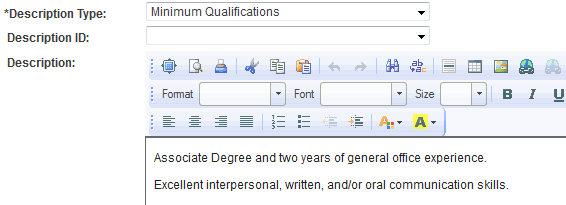 *Description Type: Minimum Qualifications
Description ID:
Description:
Format Font Size B I U
A A
Associate Degree and two years of general office experience.
Excellent interpersonal, written, and/or oral communication skills.